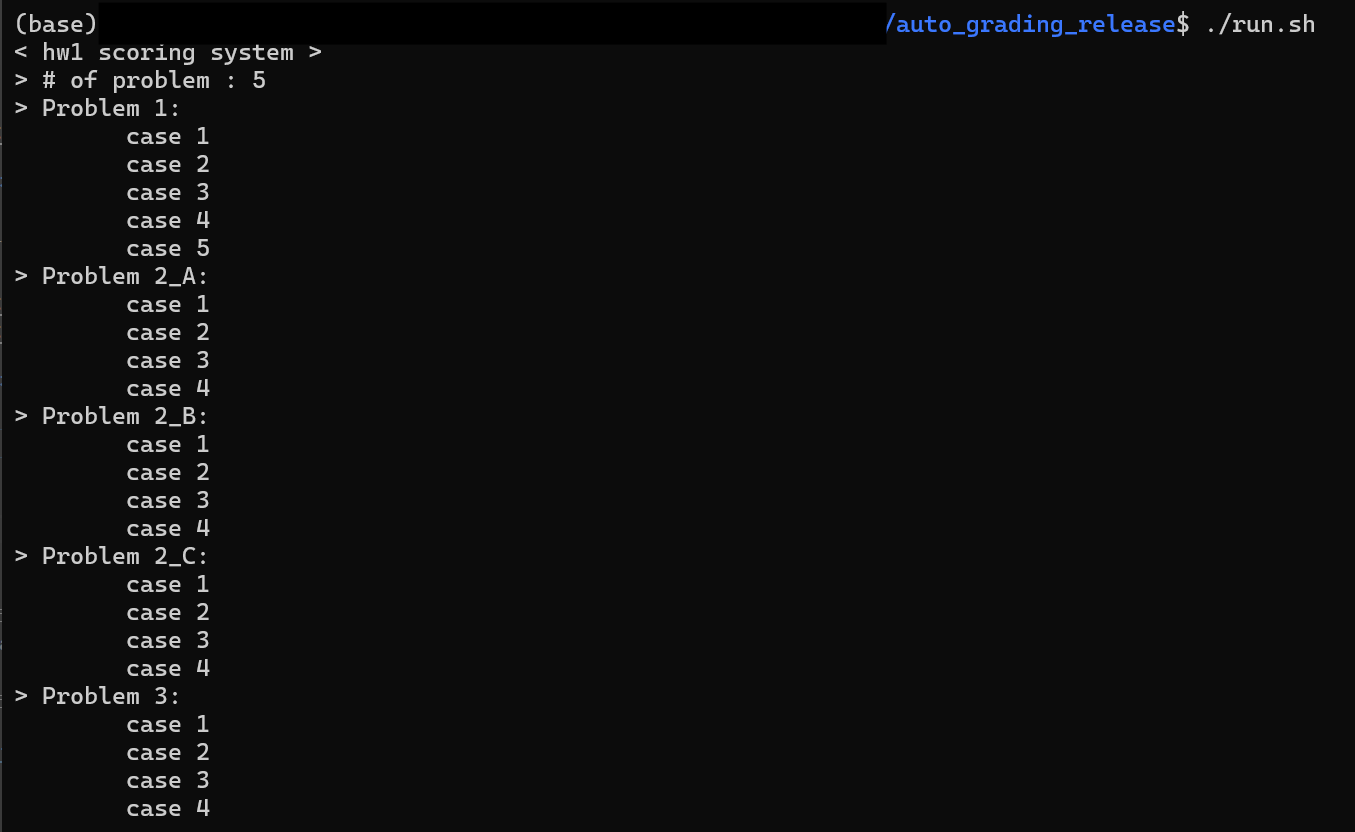 (base) /auto_grading_release$ ./run.sh
< hw1 scoring system >
> # of problem : 5
> Problem 1:
case 1
case 2
case 3
case 4
case 5
> Problem 2_A:
case 1
case 2
case 3
case 4
> Problem 2_B:
case 1
case 2
case 3
case 4
> Problem 2_C:
case 1
case 2
case 3
case 4
> Problem 3:
case 1
case 2
case 3
case 4